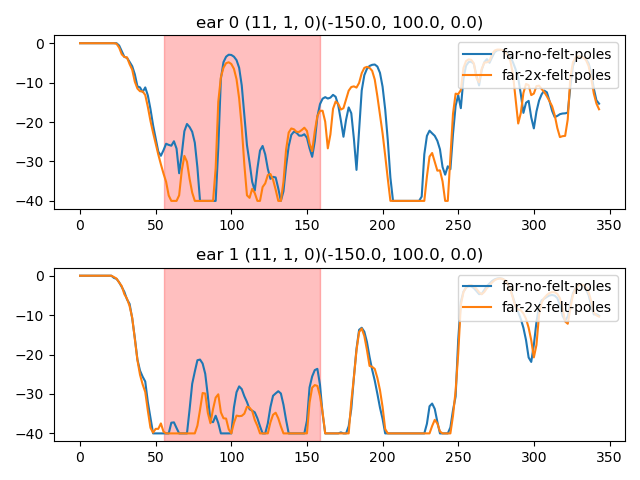 ear 0 (11, 1, 0)(-150.0, 100.0, 0.0)
0
−10
−20
−30
−40
far-no-felt-poles
far-2x-felt-poles
0 50 100 150 200 250 300 350
ear 1 (11, 1, 0)(-150.0, 100.0, 0.0)
0
−10
−20
−30
−40
far-no-felt-poles
far-2x-felt-poles
0 50 100 150 200 250 300 350